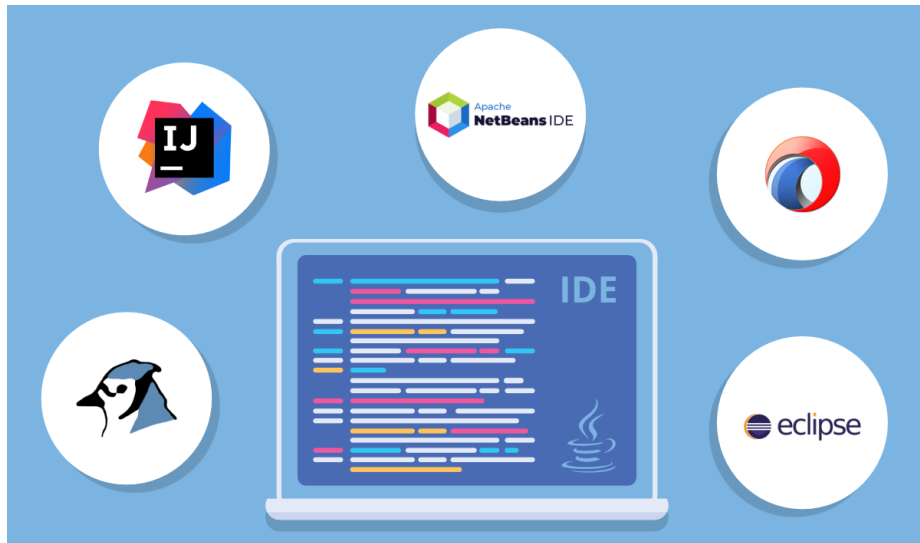 Apache
NetBeans IDE
IJ
IDE
eclipse